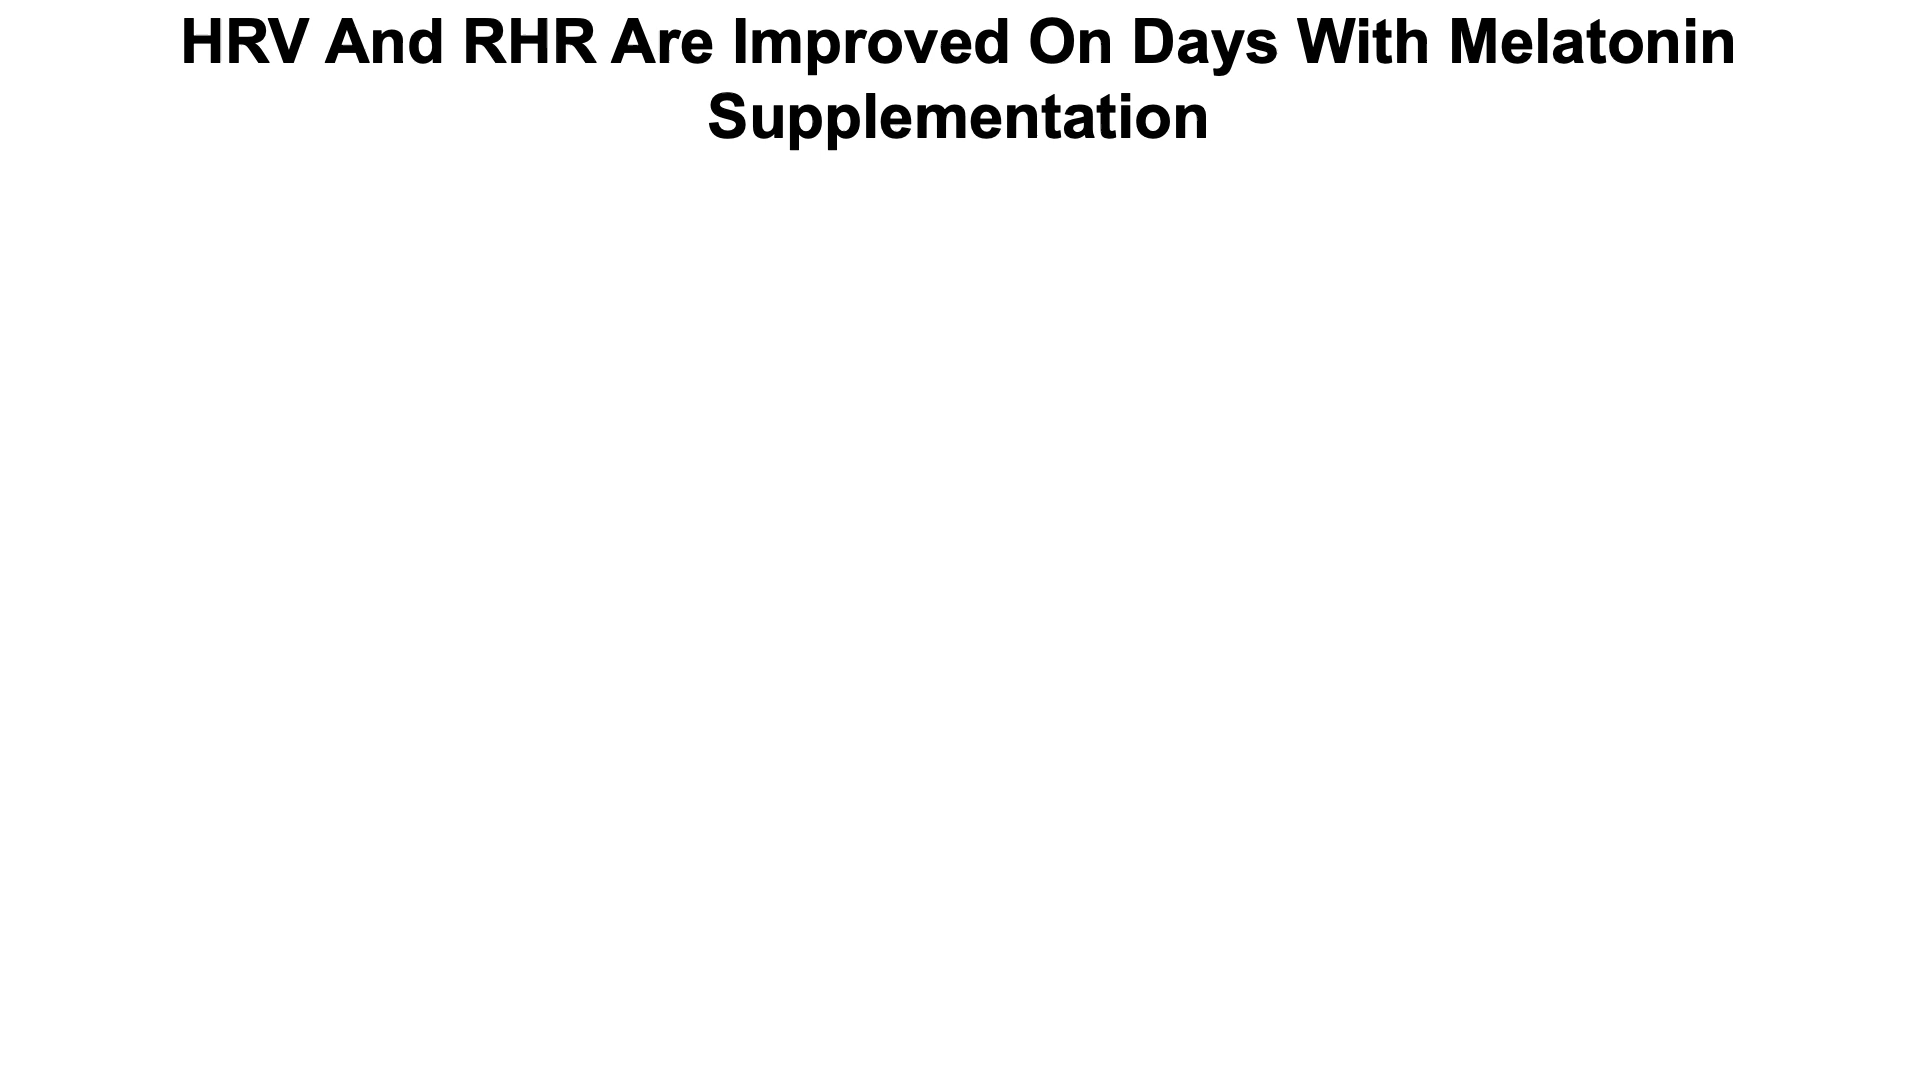 HRV And RHR Are Improved On Days With Melatonin
Supplementation